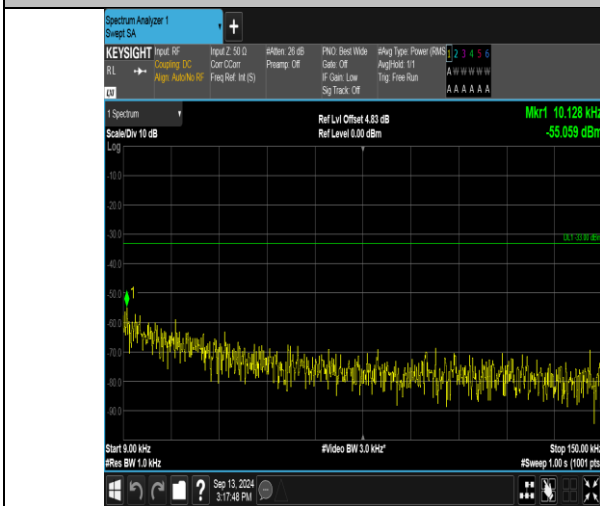 Spectrum Analyzer 1
Swept SA
+
KEYSIGHT Input: RF Input Z: 50 Ω #Atten: 26 dB PNO: Best Wide #Avg Type: Power (RMS 1 2 3 4 5 6
RL Coupling: DC Corr CCorr Preamp: Off Gate: Off Avg|Hold: 1/1 A W W W W W
Align: Auto/No RF Freq Ref: Int (S) IF Gain: Low Trig: Free Run
Sig Track: Off A A A A A A
1 Spectrum
Ref Lvl Offset 4.83 dB Mkr1 10.128 kHz
Scale/Div 10 dB Ref Level 0.00 dBm -55.059 dBm
Log
-10.0
-20.0
-30.0
DL1 -33.00 dBm
-40.0
-50.0
1
-60.0
-70.0
-80.0
-90.0
Start 9.00 kHz #Video BW 3.0 kHz* Stop 150.00 kHz
#Res BW 1.0 kHz #Sweep 1.00 s (1001 pts
? Sep 13, 2024
3:17:48 PM